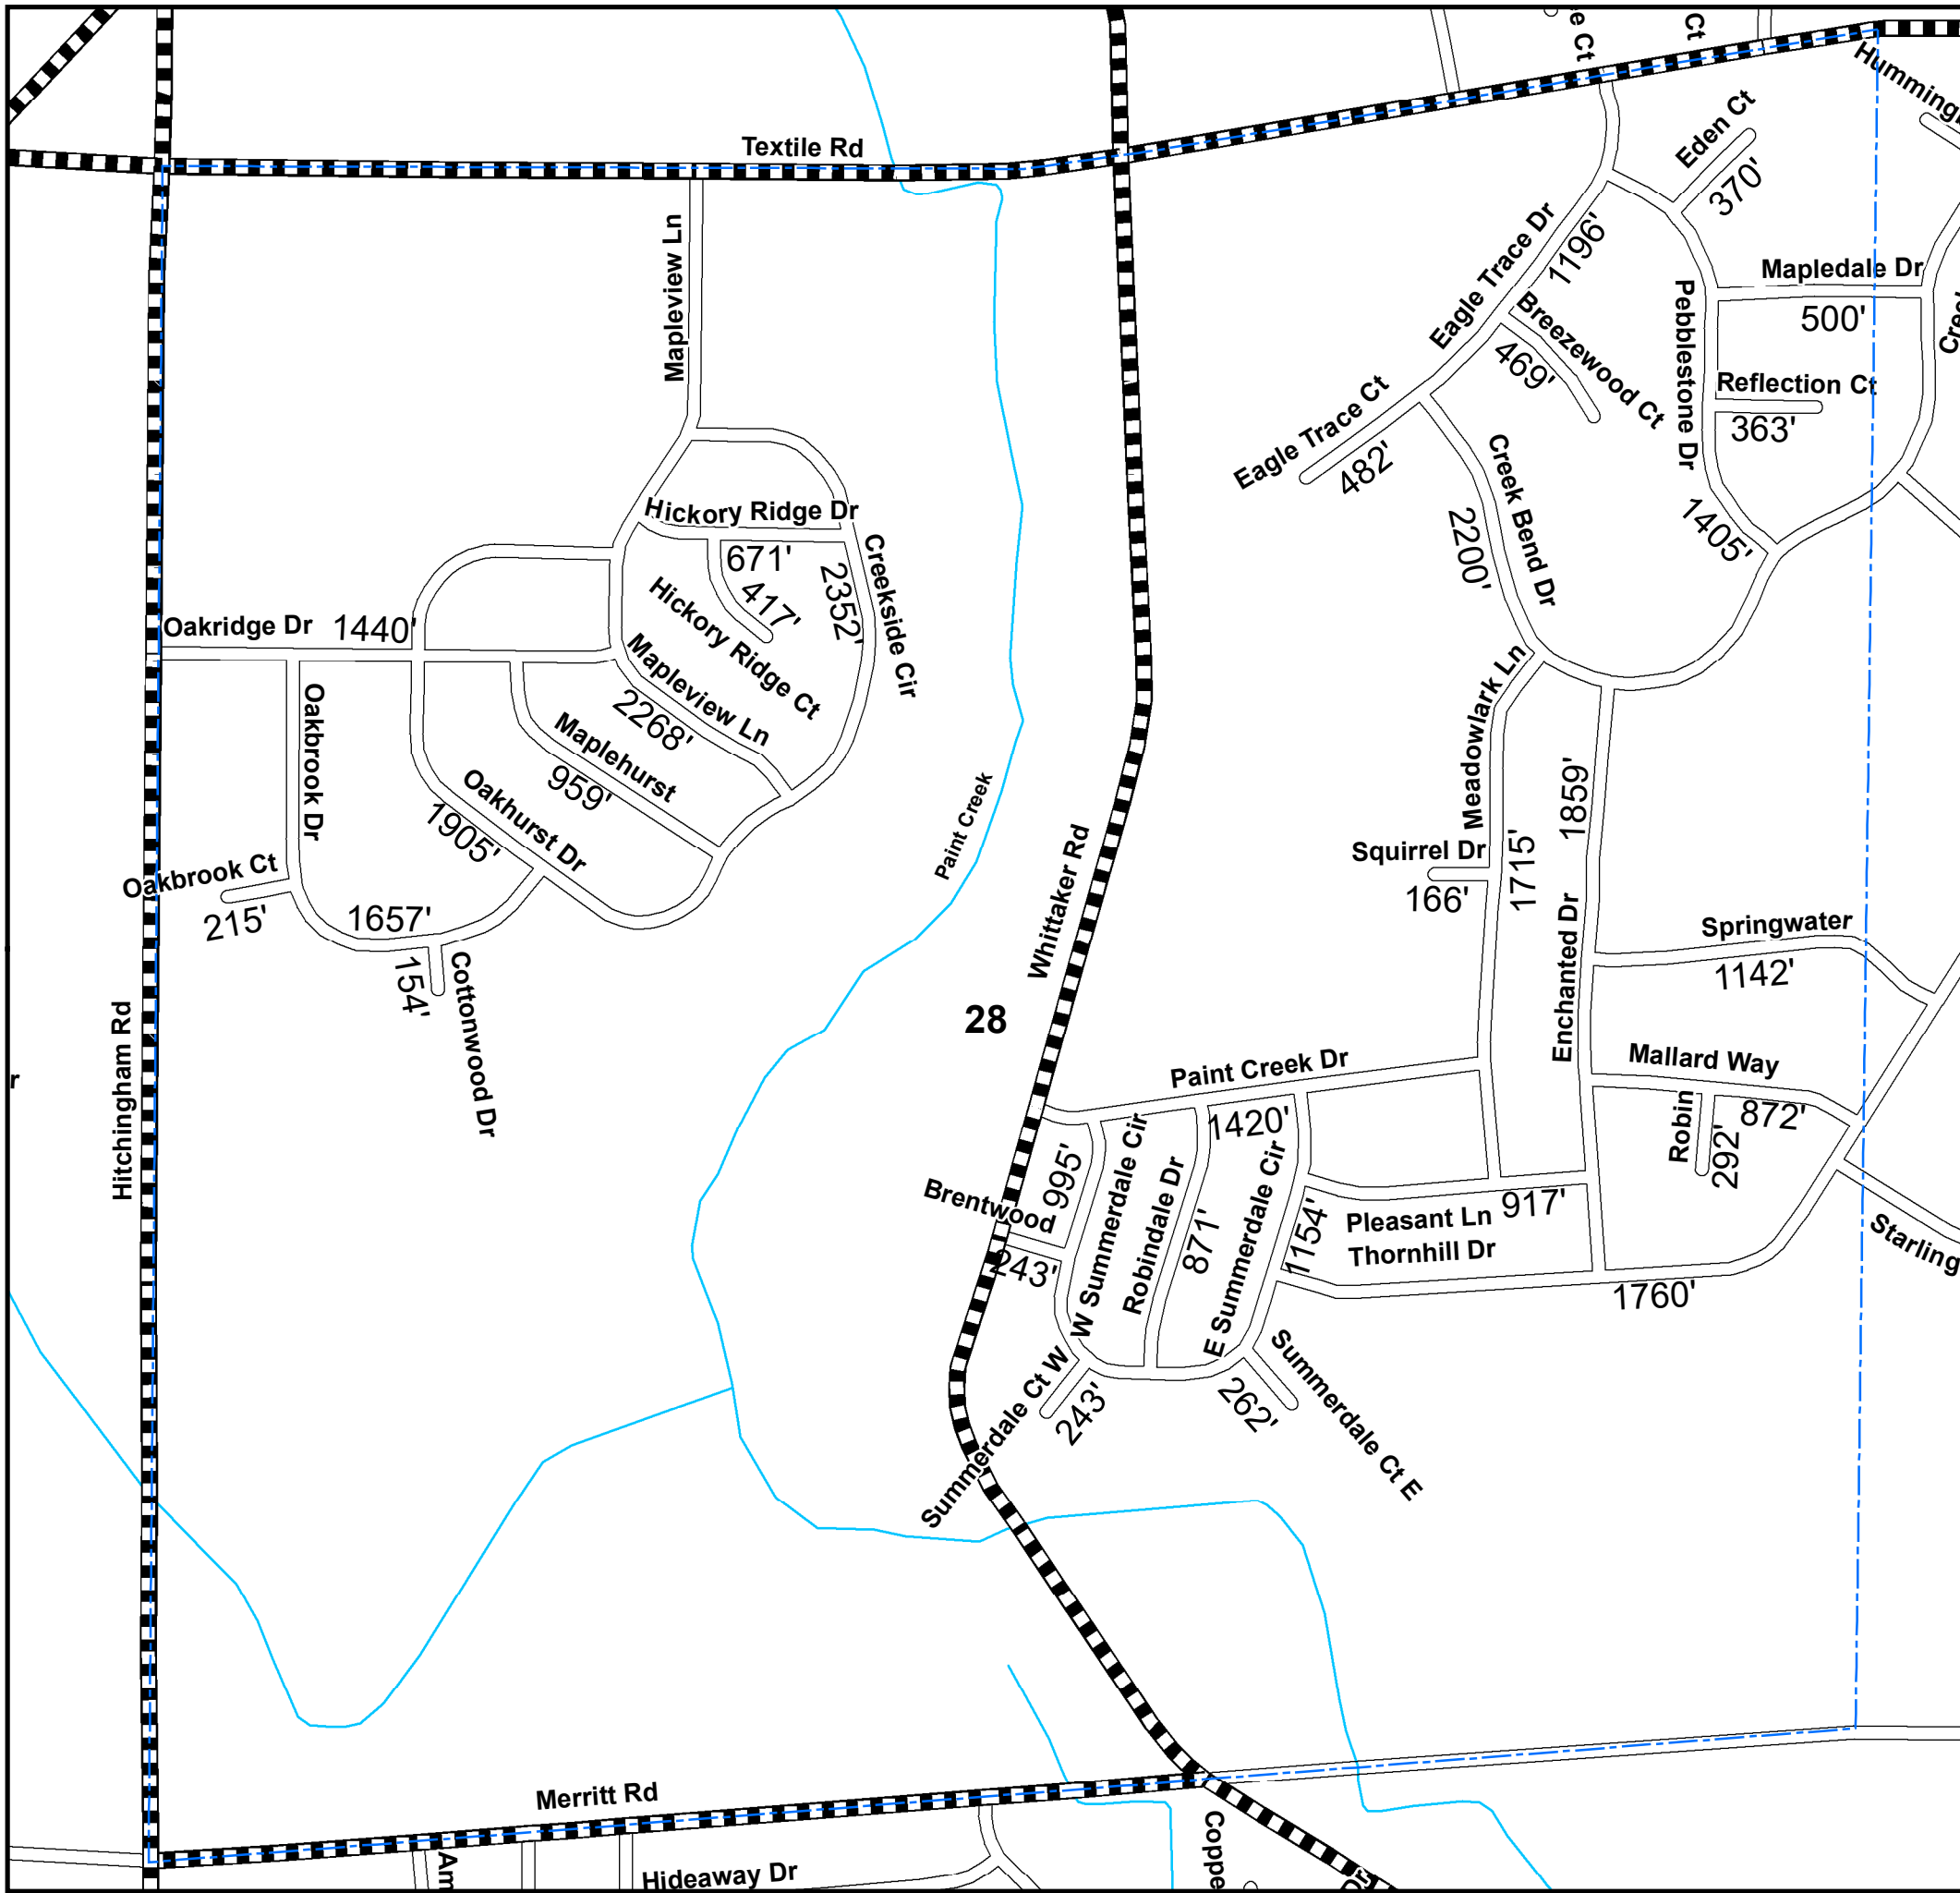 e Ct
Ct
Humming
Textile Rd
Eden Ct
370'
Mapleview Ln
Eagle Trace Dr
1196'
Mapledale Dr
500'
Breezewood Ct
469'
Pebblestone Dr
Reflection Ct
363'
Eagle Trace Ct
482'
Creek Bend Dr
2200'
1405'
Hickory Ridge Dr
671'
417'
Hickory Ridge Ct
2352'
Creekside Cir
Oakridge Dr
1440'
Mapleview Ln
2268'
Maplehurst
959'
Oakbrook Dr
Oakhurst Dr
1905'
Oakbrook Ct
215'
1657'
154'
Cottonwood Dr
Paint Creek
Whittaker Rd
Meadowlark Ln
1715'
1859'
Squirrel Dr
166'
Enchanted Dr
Springwater
1142'
28
Hitchingham Rd
r
Paint Creek Dr
1420'
Mallard Way
872'
Robin
292'
995'
Brentwood
243'
W Summerdale Cir
Robindale Dr
871'
E Summerdale Cir
1154'
Pleasant Ln
917'
Thornhill Dr
1760'
Starling
Summerdale Ct W
243'
262'
Summerdale Ct E
Merritt Rd
Am
Hideaway Dr
Coppe